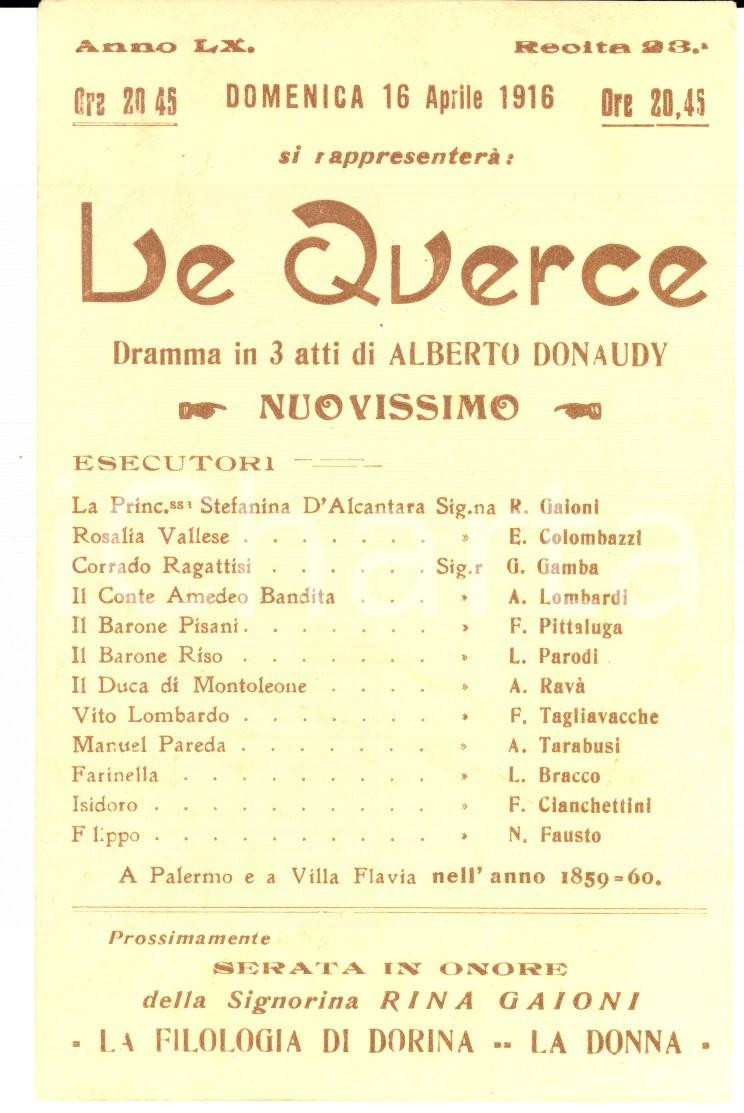 Anno LX. Recita 23.ª
Ore 20 45 DOMENICA 16 Aprile 1916 Ore 20,45
si rappresenterà:
Le Qverce
Dramma in 3 atti di ALBERTO DONAUDY
NUOVISSIMO
ESECUTORI
La Princ.ssa Stefanina D'Alcantara Sig.na R. Gaioni
Rosalia Vallese . . . . . . . » E. Colombazzi
Corrado Ragattisi . . . . . . Sig.r G. Gamba
Il Conte Amedeo Bandita . . . » A. Lombardi
Il Barone Pisani . . . . . . . » F. Pittaluga
Il Barone Riso . . . . . . . » L. Parodi
Il Duca di Montoleone . . . . » A. Ravà
Vito Lombardo . . . . . . . » F. Tagliavacche
Manuel Pareda . . . . . . . » A. Tarabusi
Farinella . . . . . . . . . » L. Bracco
Isidoro . . . . . . . . . . » F. Cianchettini
F lippo . . . . . . . . . . » N. Fausto
A Palermo e a Villa Flavia nell' anno 1859=60.
Prossimamente
SERATA IN ONORE
della Signorina RINA GAIONI
- LA FILOLOGIA DI DORINA -- LA DONNA -